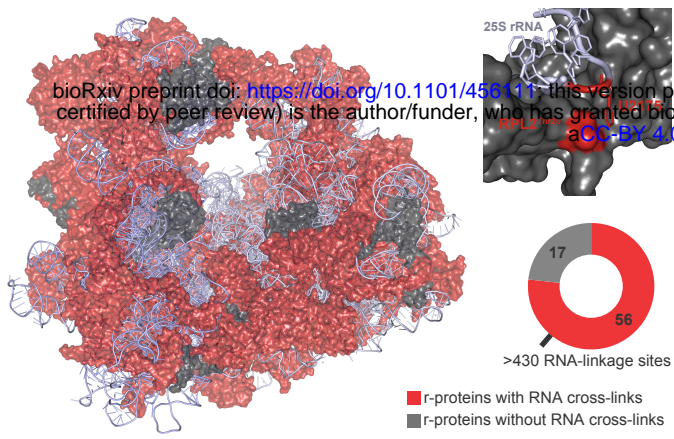 25S rRNA
bioRxiv preprint doi: https://doi.org/10.1101/456111; this version p
certified by peer review) is the author/funder, who has granted bio
aCC-BY 4.0
17
56
>430 RNA-linkage sites
r-proteins with RNA cross-links
r-proteins without RNA cross-links